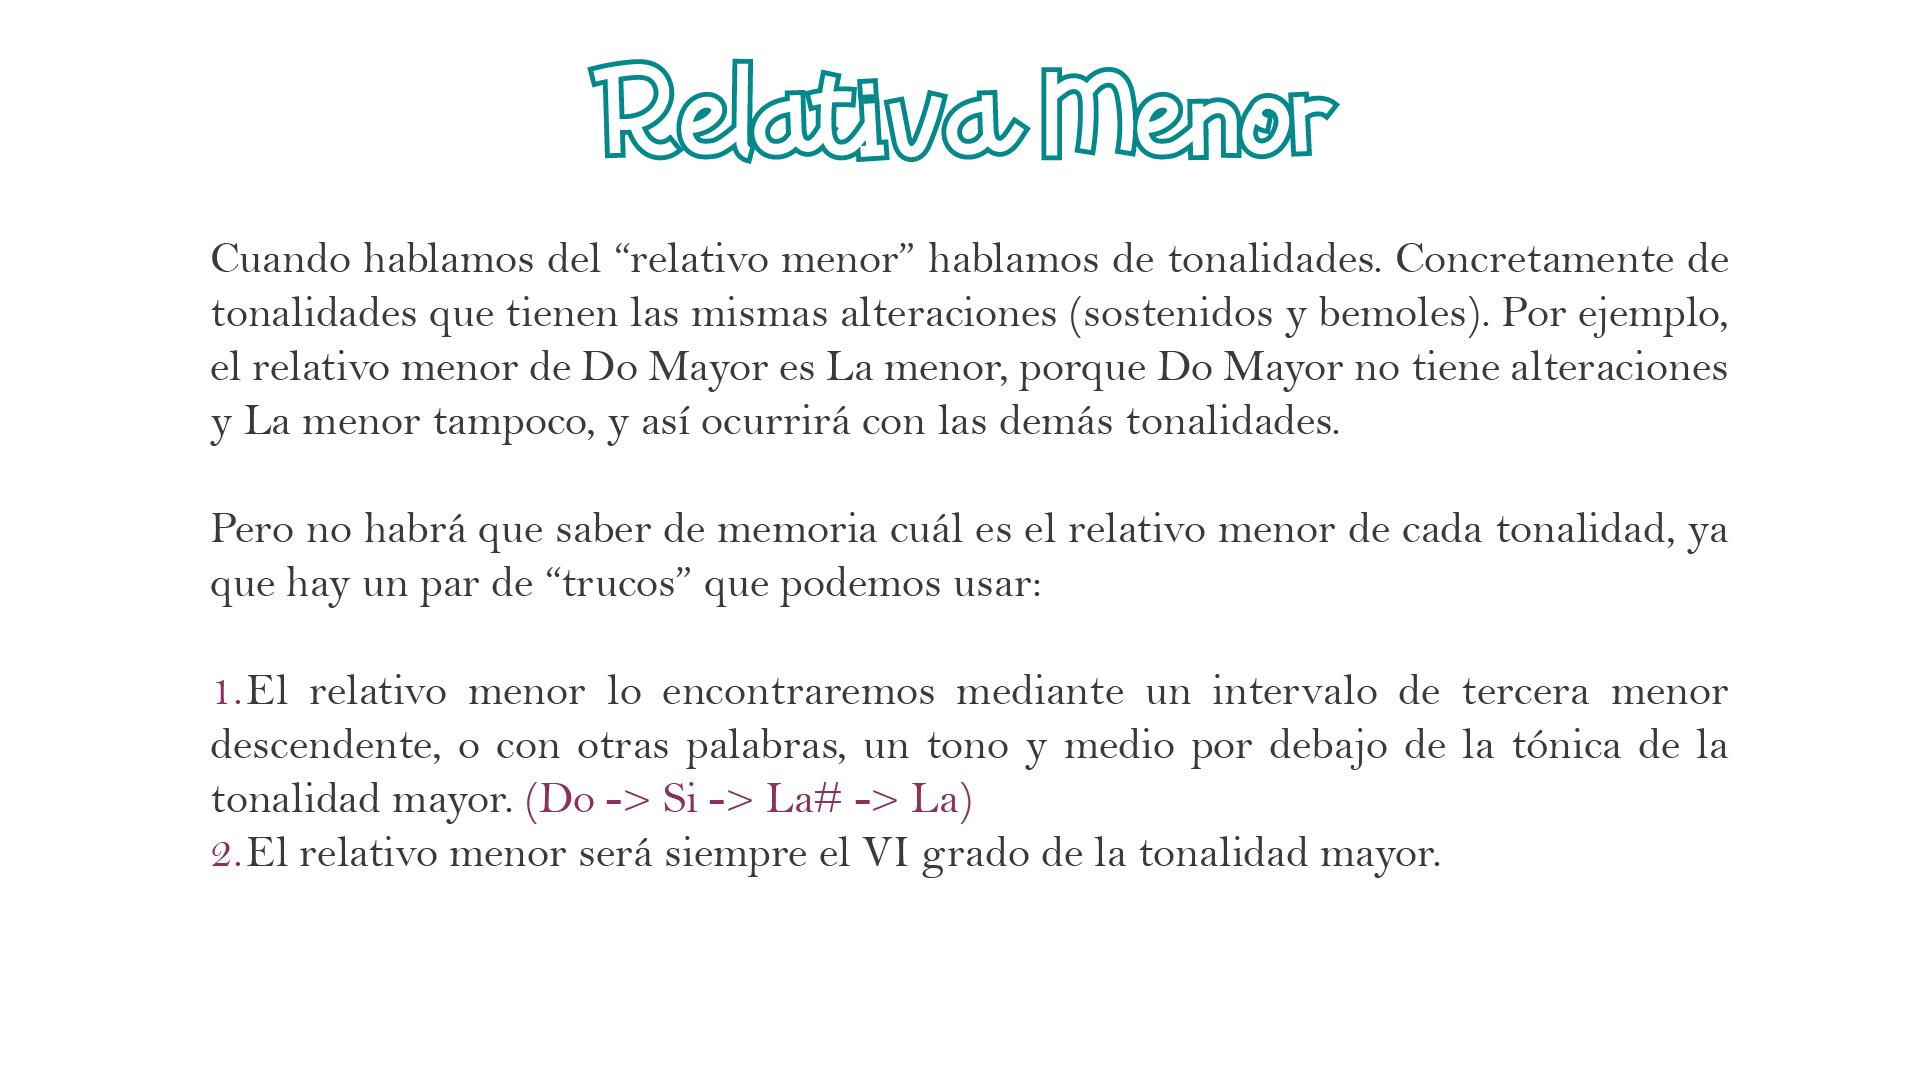 Relativa Menor
Cuando hablamos del “relativo menor” hablamos de tonalidades. Concretamente de
tonalidades que tienen las mismas alteraciones (sostenidos y bemoles). Por ejemplo,
el relativo menor de Do Mayor es La menor, porque Do Mayor no tiene alteraciones
y La menor tampoco, y así ocurrirá con las demás tonalidades.
Pero no habrá que saber de memoria cuál es el relativo menor de cada tonalidad, ya
que hay un par de “trucos” que podemos usar:
1.El relativo menor lo encontraremos mediante un intervalo de tercera menor
descendente, o con otras palabras, un tono y medio por debajo de la tónica de la
tonalidad mayor. (Do -> Si -> La# -> La)
2.El relativo menor será siempre el VI grado de la tonalidad mayor.